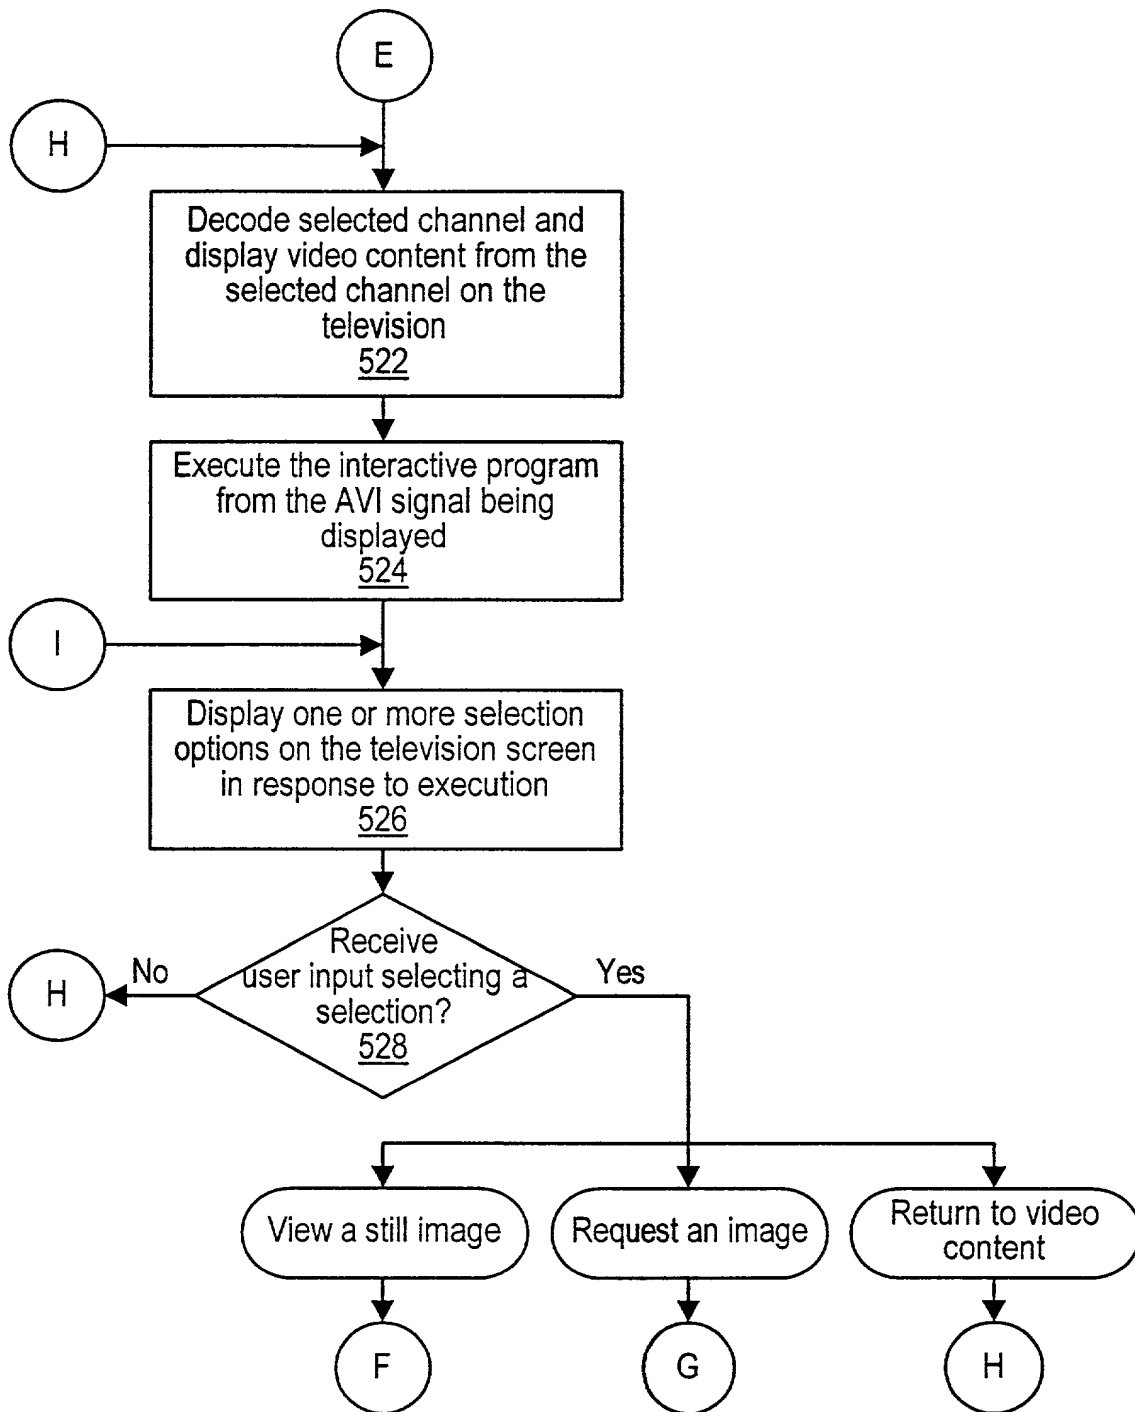 E
H
Decode selected channel and
display video content from the
selected channel on the
television
522
Execute the interactive program
from the AVI signal being
displayed
524
I
Display one or more selection
options on the television screen
in response to execution
526
Receive
user input selecting a
selection?
528
No
Yes
H
View a still image
Request an image
Return to video
content
F
G
H